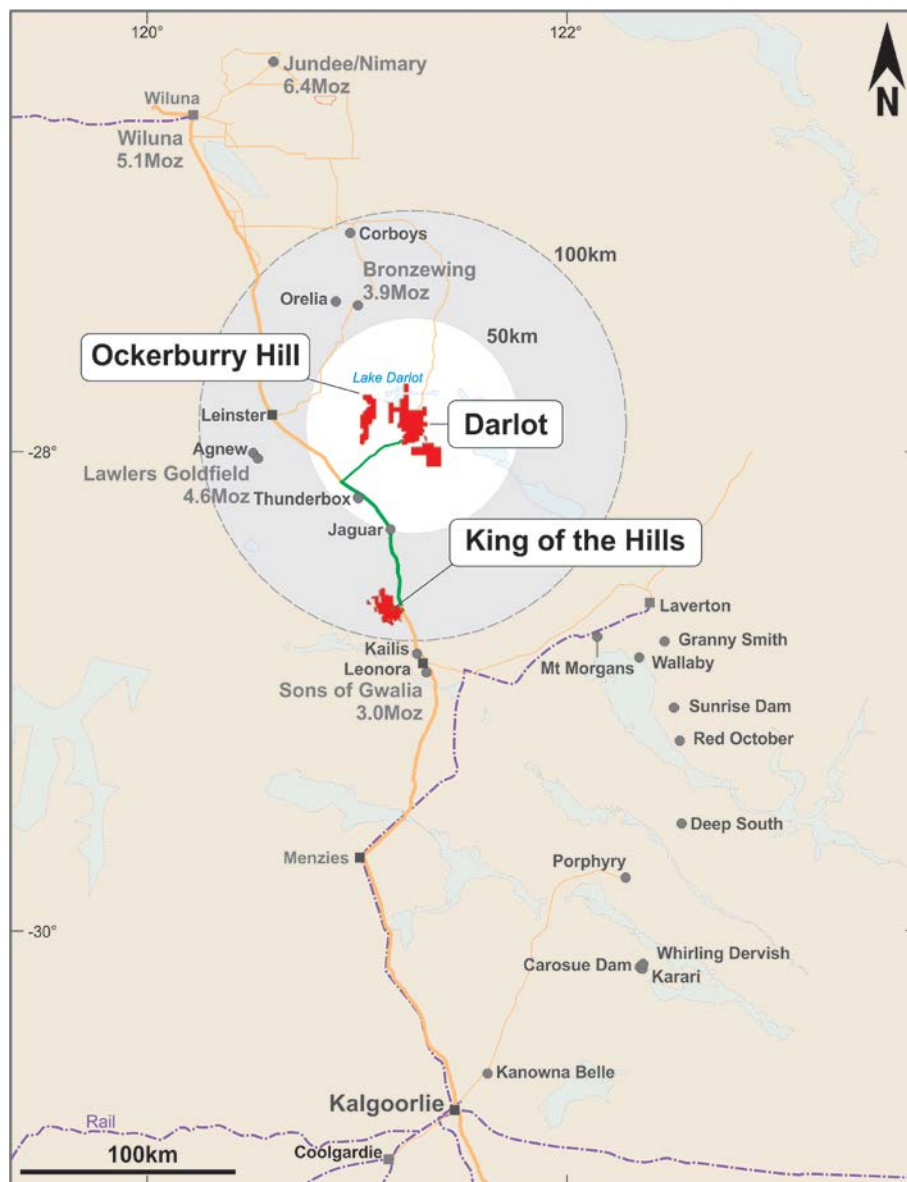 120°
122°
N
Jundee/Nimary
6.4Moz
Wiluna
Wiluna
5.1Moz
Corboys
100km
Bronzewing
3.9Moz
Orelia
50km
Ockerburry Hill
Lake Darlot
Leinster
Darlot
-28°
Agnew
Lawlers Goldfield
4.6Moz
Thunderbox
Jaguar
King of the Hills
Laverton
Kailis
Leonora
Sons of Gwalia
3.0Moz
Mt Morgans
Granny Smith
Wallaby
Sunrise Dam
Red October
Deep South
Menzies
Porphyry
-30°
Whirling Dervish
Carosue Dam
Karari
Kanowna Belle
Kalgoorlie
Rail
Coolgardie
100km